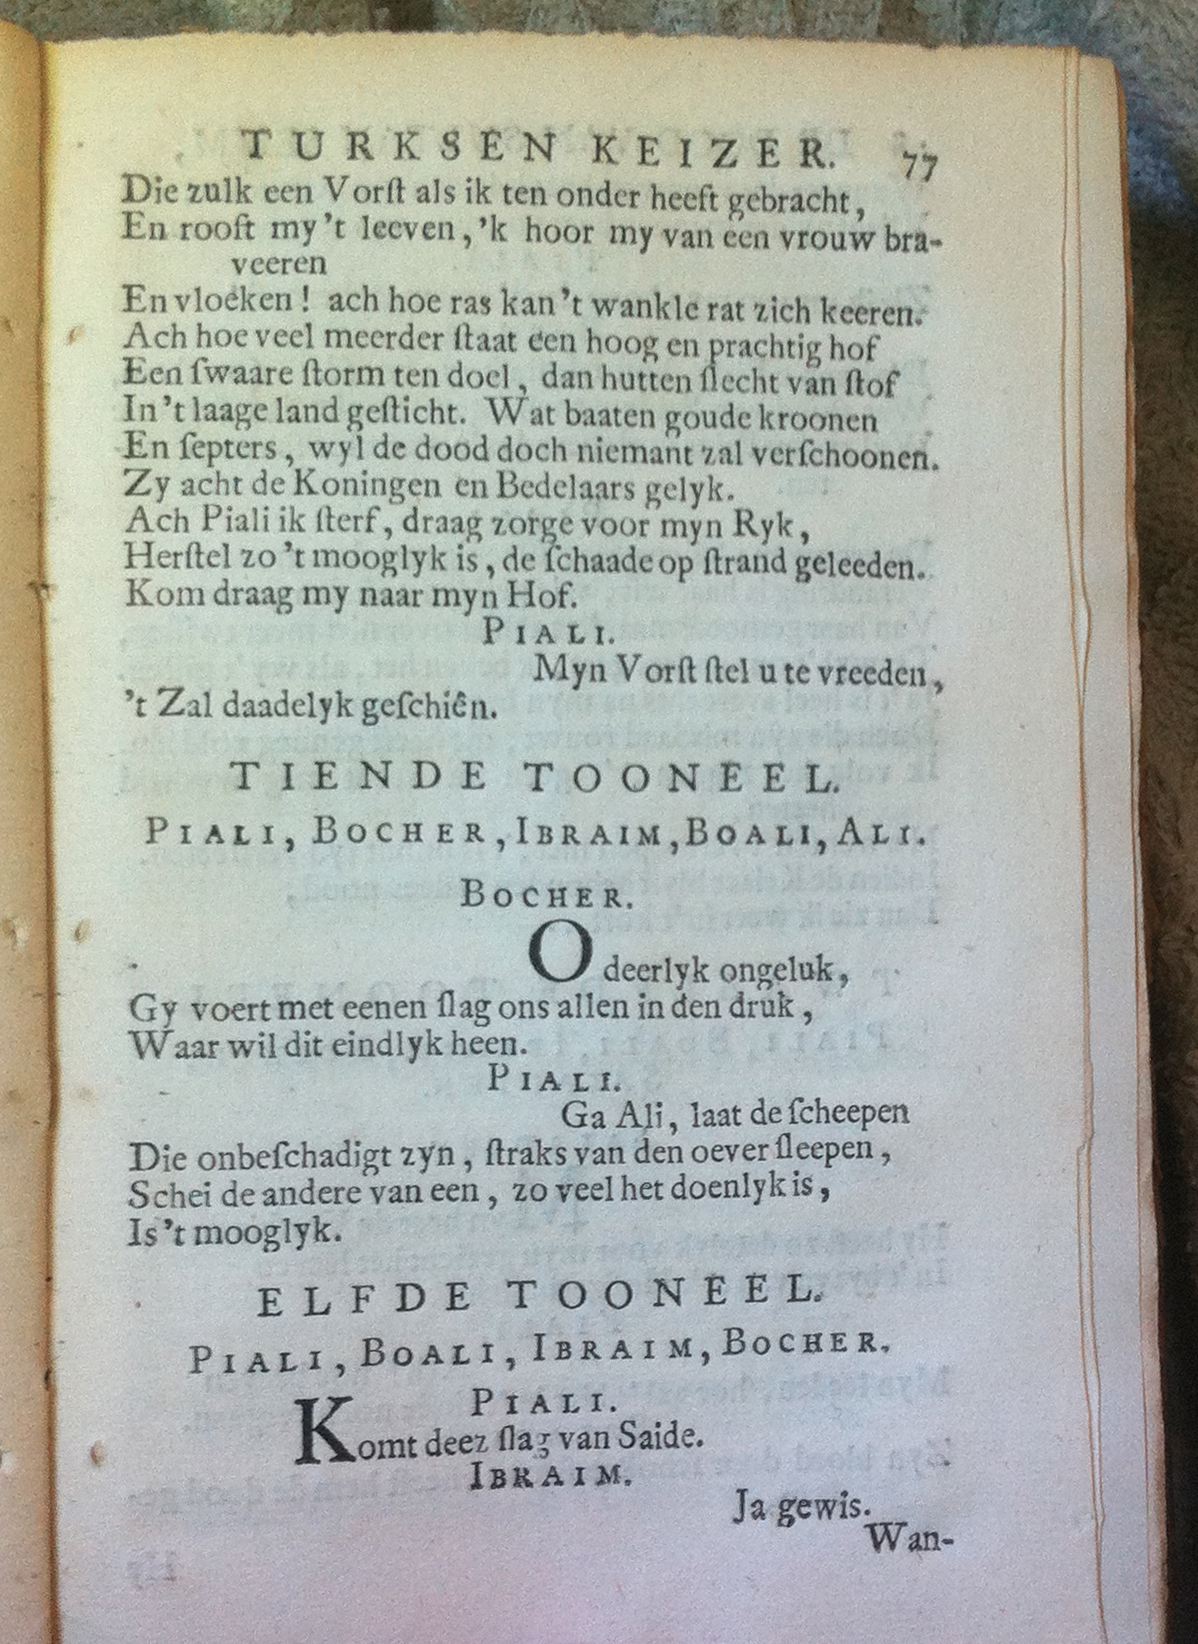 TURKSEN KEIZER. 77
Die zulk een Vorſt als ik ten onder heeft gebracht,
En rooft my 't leeven, 'k hoor my van een vrouw bra-
veeren
En vloeken! ach hoe ras kan 't wankle rat zich keeren.
Ach hoe veel meerder ſtaat een hoog en prachtig hof
Een ſwaare ſtorm ten doel, dan hutten ſlecht van ſtof
In 't laage land geſticht. Wat baaten goude kroonen
En ſepters, wyl de dood doch niemant zal verſchoonen.
Zy acht de Koningen en Bedelaars gelyk.
Ach Piali ik ſterf, draag zorge voor myn Ryk,
Herſtel zo 't mooglyk is, de ſchaade op ſtrand geleeden.
Kom draag my naar myn Hof.
PIALI.
Myn Vorſt ſtel u te vreeden,
't Zal daadelyk geſchiên.
TIENDE TOONEEL.
PIALI, BOCHER, IBRAIM, BOALI, ALI.
BOCHER.
O deerlyk ongeluk,
Gy voert met eenen ſlag ons allen in den druk,
Waar wil dit eindlyk heen.
PIALI.
Ga Ali, laat de ſcheepen
Die onbeſchadigt zyn, ſtraks van den oever ſleepen,
Schei de andere van een, zo veel het doenlyk is,
Is 't mooglyk.
ELFDE TOONEEL.
PIALI, BOALI, IBRAIM, BOCHER.
PIALI.
Komt deez ſlag van Saide.
IBRAIM.
Ja gewis.
Wan-